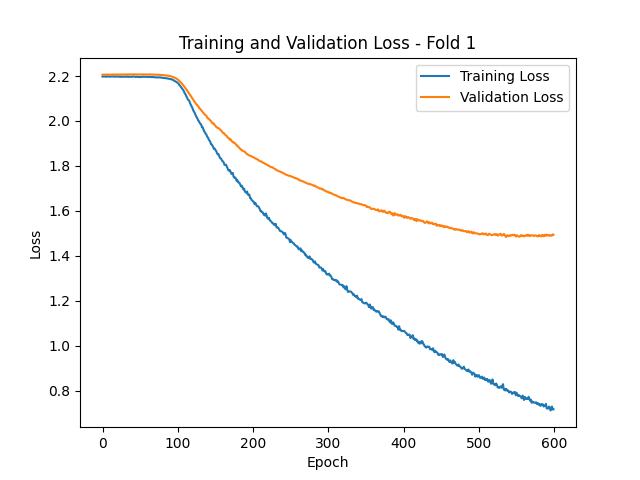 Training and Validation Loss - Fold 1
Training Loss
Validation Loss
Loss
2.2
2.0
1.8
1.6
1.4
1.2
1.0
0.8
0 100 200 300 400 500 600
Epoch